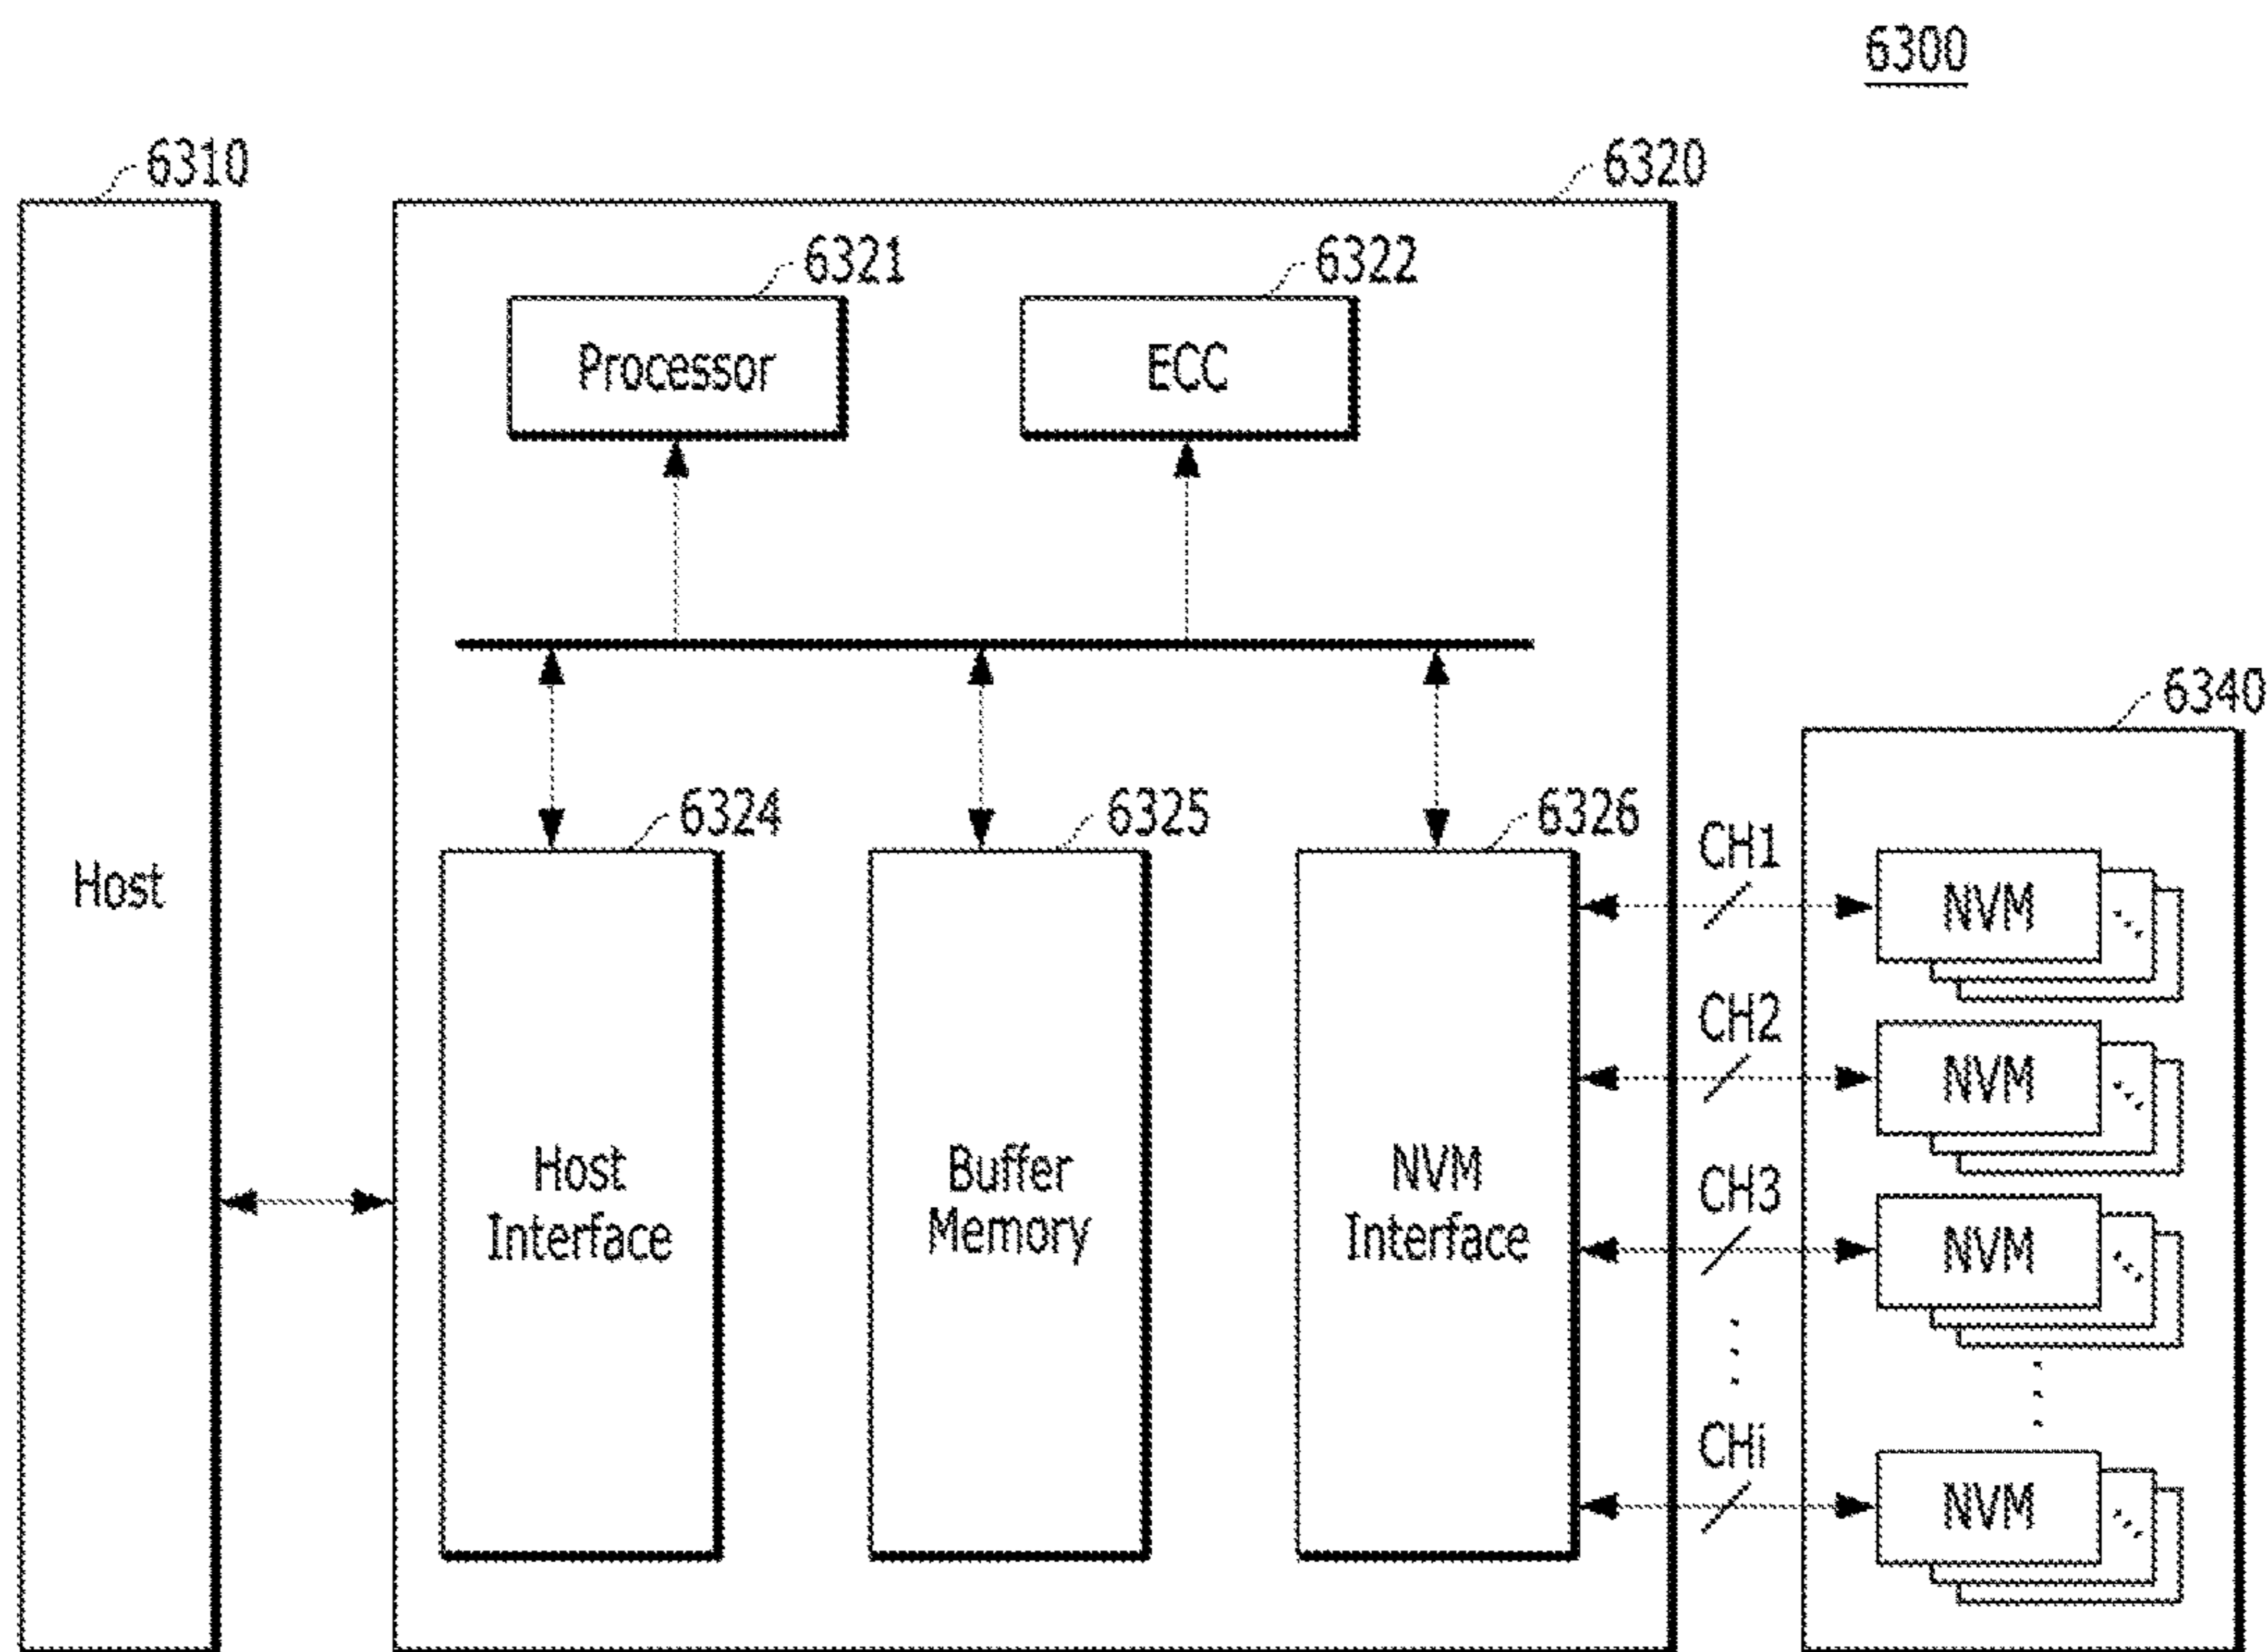 6300
6310
6320
6321
6322
Processor
ECC
6340
6324
6325
6326
CH1
Host
NVM
CH2
NVM
Host
Interface
Buffer
Memory
NVM
Interface
CH3
NVM
CHi
NVM